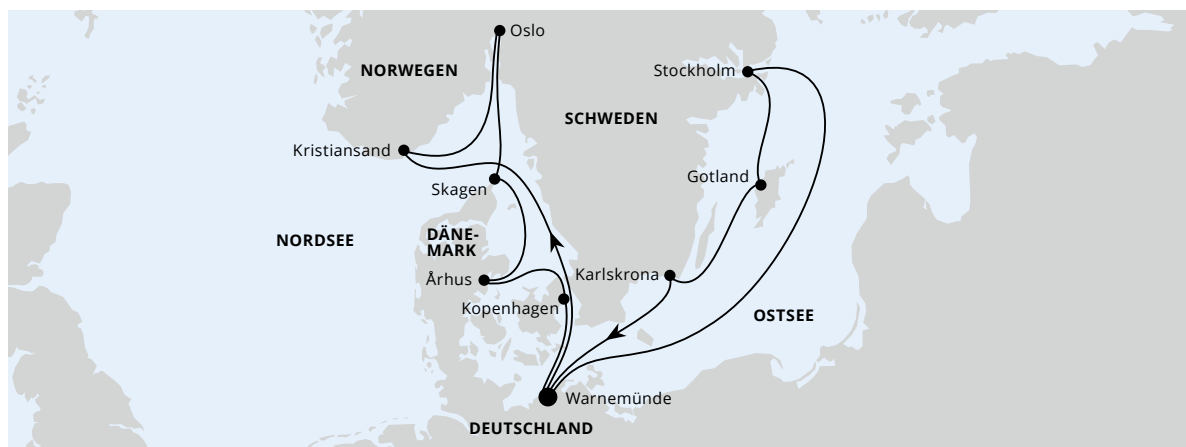 Oslo
NORWEGEN
Stockholm
SCHWEDEN
Kristiansand
Gotland
Skagen
NORDSEE
DÄNE-
MARK
Århus
Karlskrona
Kopenhagen
OSTSEE
Warnemünde
DEUTSCHLAND